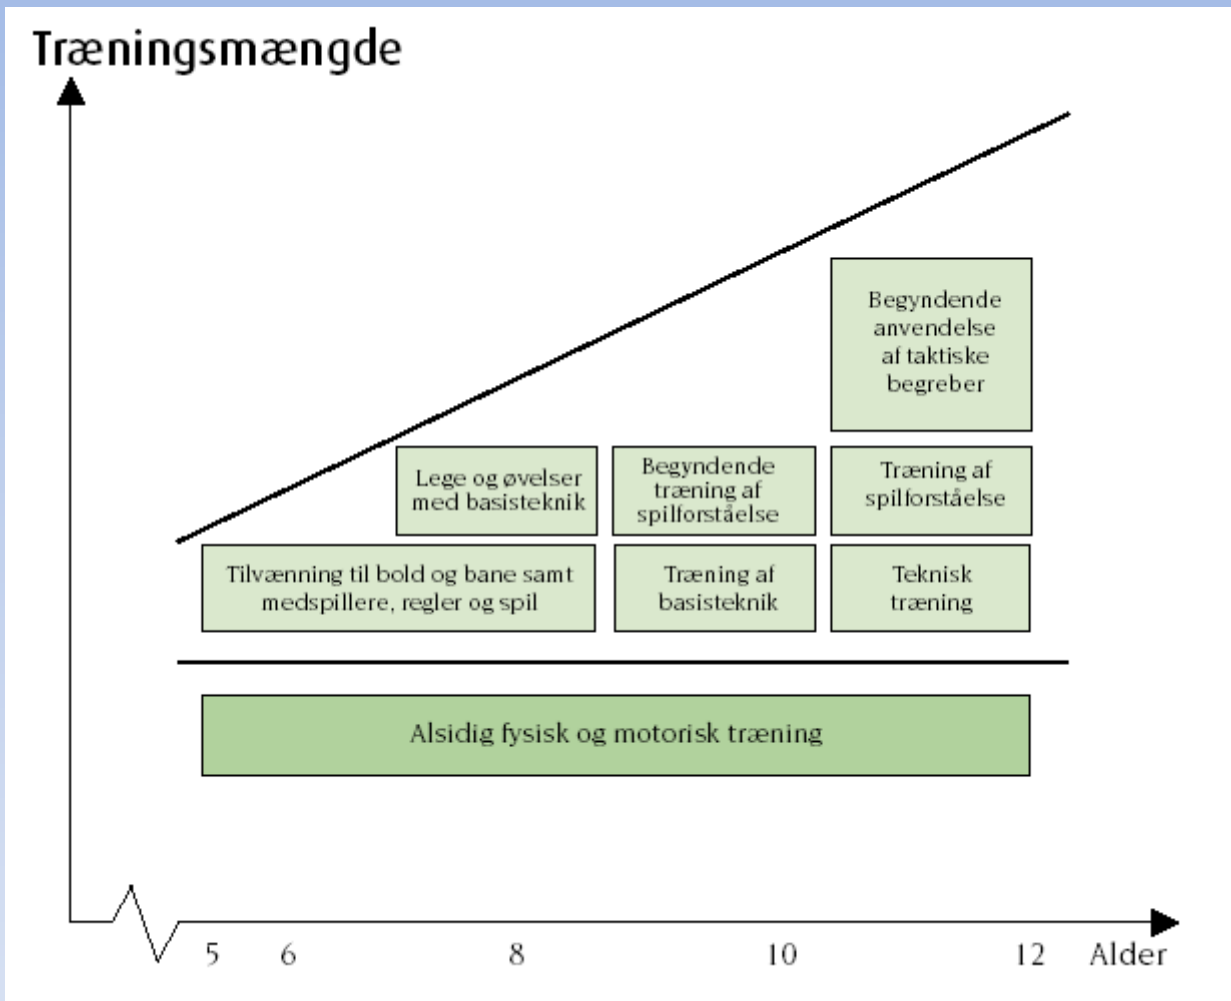 Træningsmængde
Begyndende
anvendelse
af taktiske
begreber
Lege og øvelser
med basisteknik
Begyndende
træning af
spilforståelse
Træning af
spilforståelse
Tilvænning til bold og bane samt
medspillere, regler og spil
Træning af
basisteknik
Teknisk
træning
Alsidig fysisk og motorisk træning
5 6 8 10 12 Alder